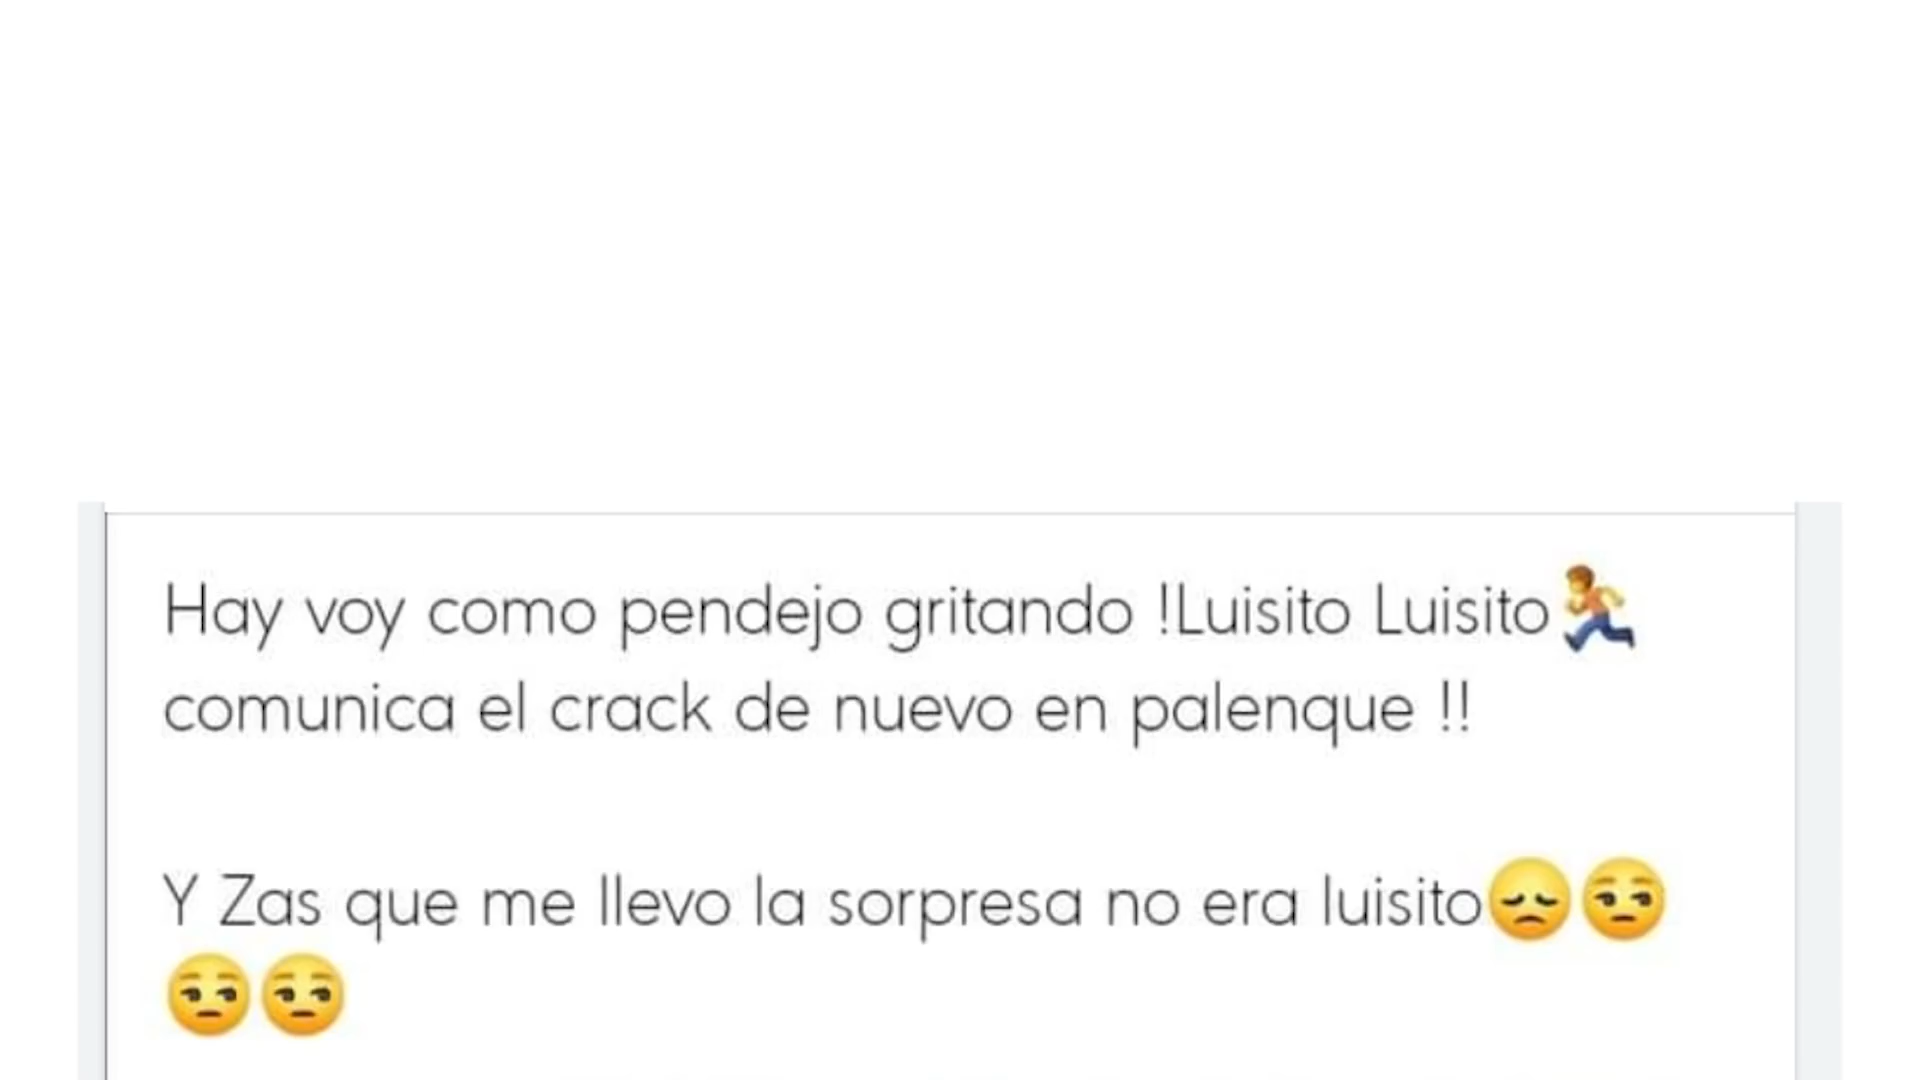 Hay voy como pendejo gritando !Luisito Luisito🏃
comunica el crack de nuevo en palenque !!
Y Zas que me llevo la sorpresa no era luisito😞😒
😒😒